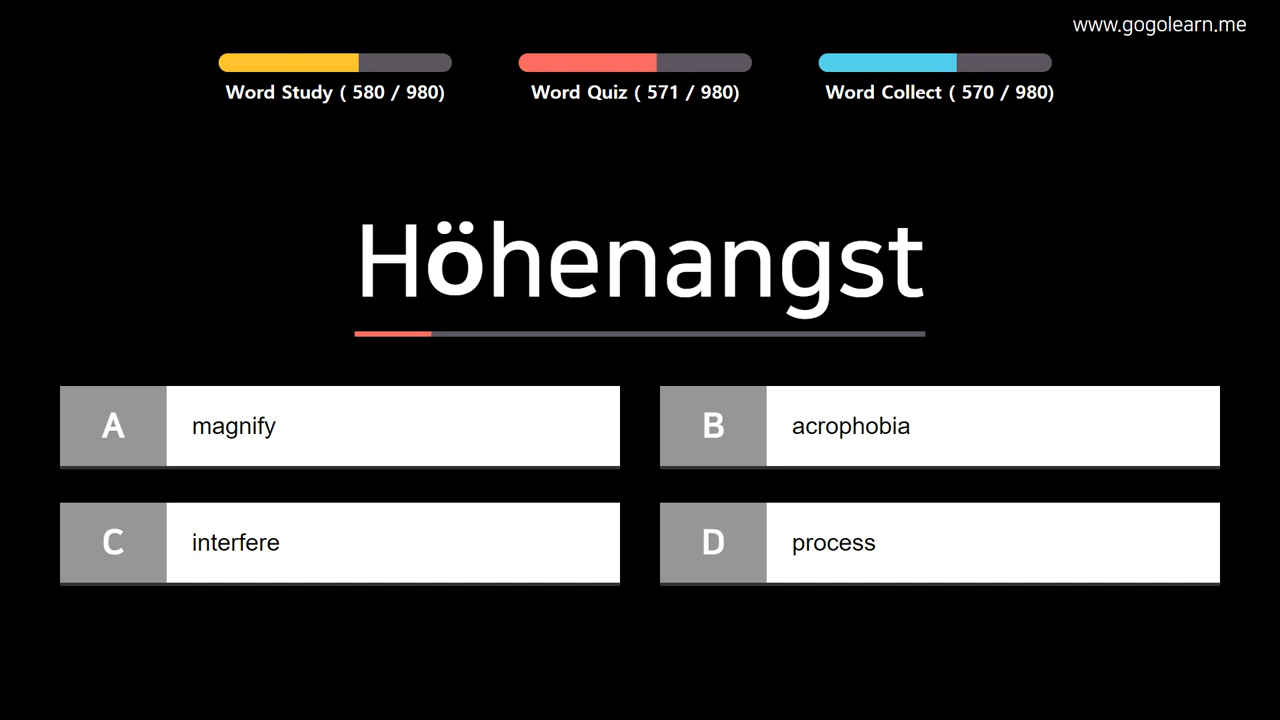 www.gogolearn.me
Word Study ( 580 / 980)
Word Quiz ( 571 / 980)
Word Collect ( 570 / 980)
Höhenangst
A magnify
B acrophobia
C interfere
D process